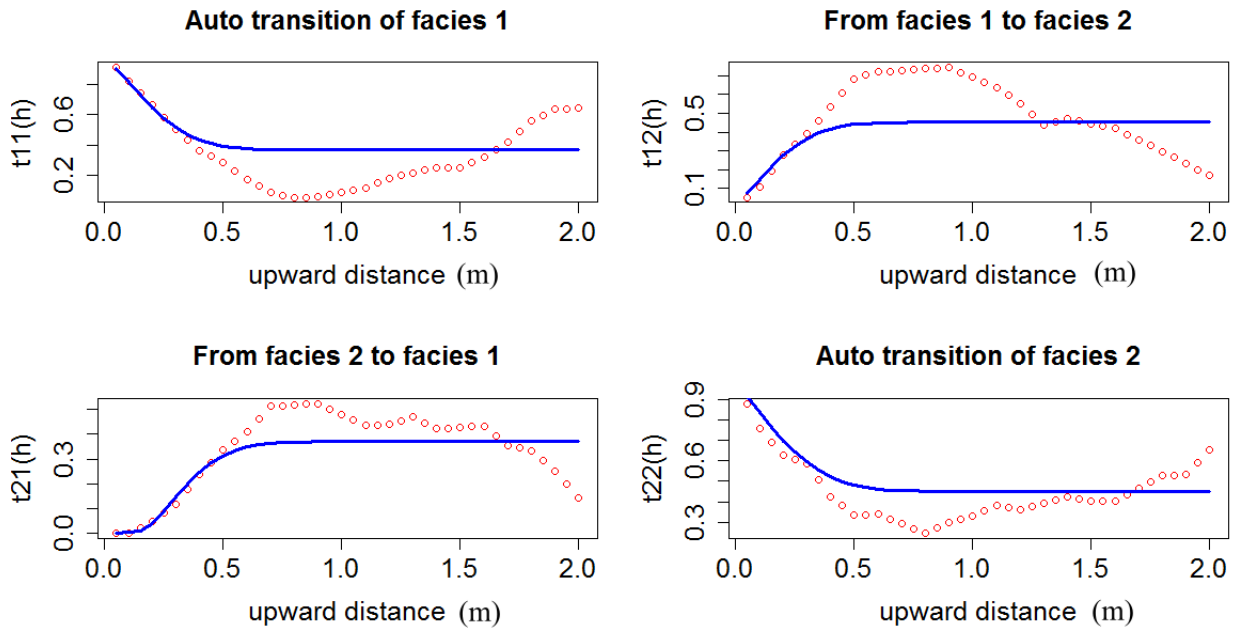 Auto transition of facies 1
From facies 1 to facies 2
t11(h)
0.2 0.6
0.0 0.5 1.0 1.5 2.0
upward distance (m)
t12(h)
0.1 0.5
0.0 0.5 1.0 1.5 2.0
upward distance (m)
From facies 2 to facies 1
Auto transition of facies 2
t21(h)
0.0 0.3
0.0 0.5 1.0 1.5 2.0
upward distance (m)
t22(h)
0.3 0.6 0.9
0.0 0.5 1.0 1.5 2.0
upward distance (m)